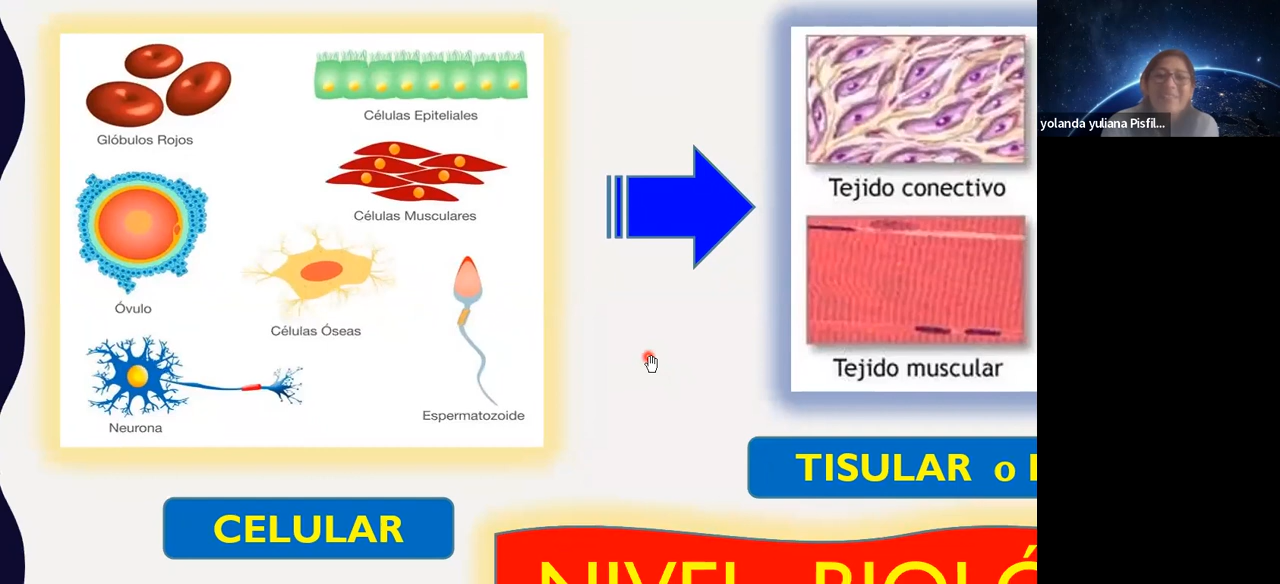 Glóbulos Rojos
Células Epiteliales
Células Musculares
Óvulo
Células Óseas
Neurona
Espermatozoide
CELULAR
Tejido conectivo
Tejido muscular
TISULAR o
NIVEL
yolanda yuliana Pisfil...